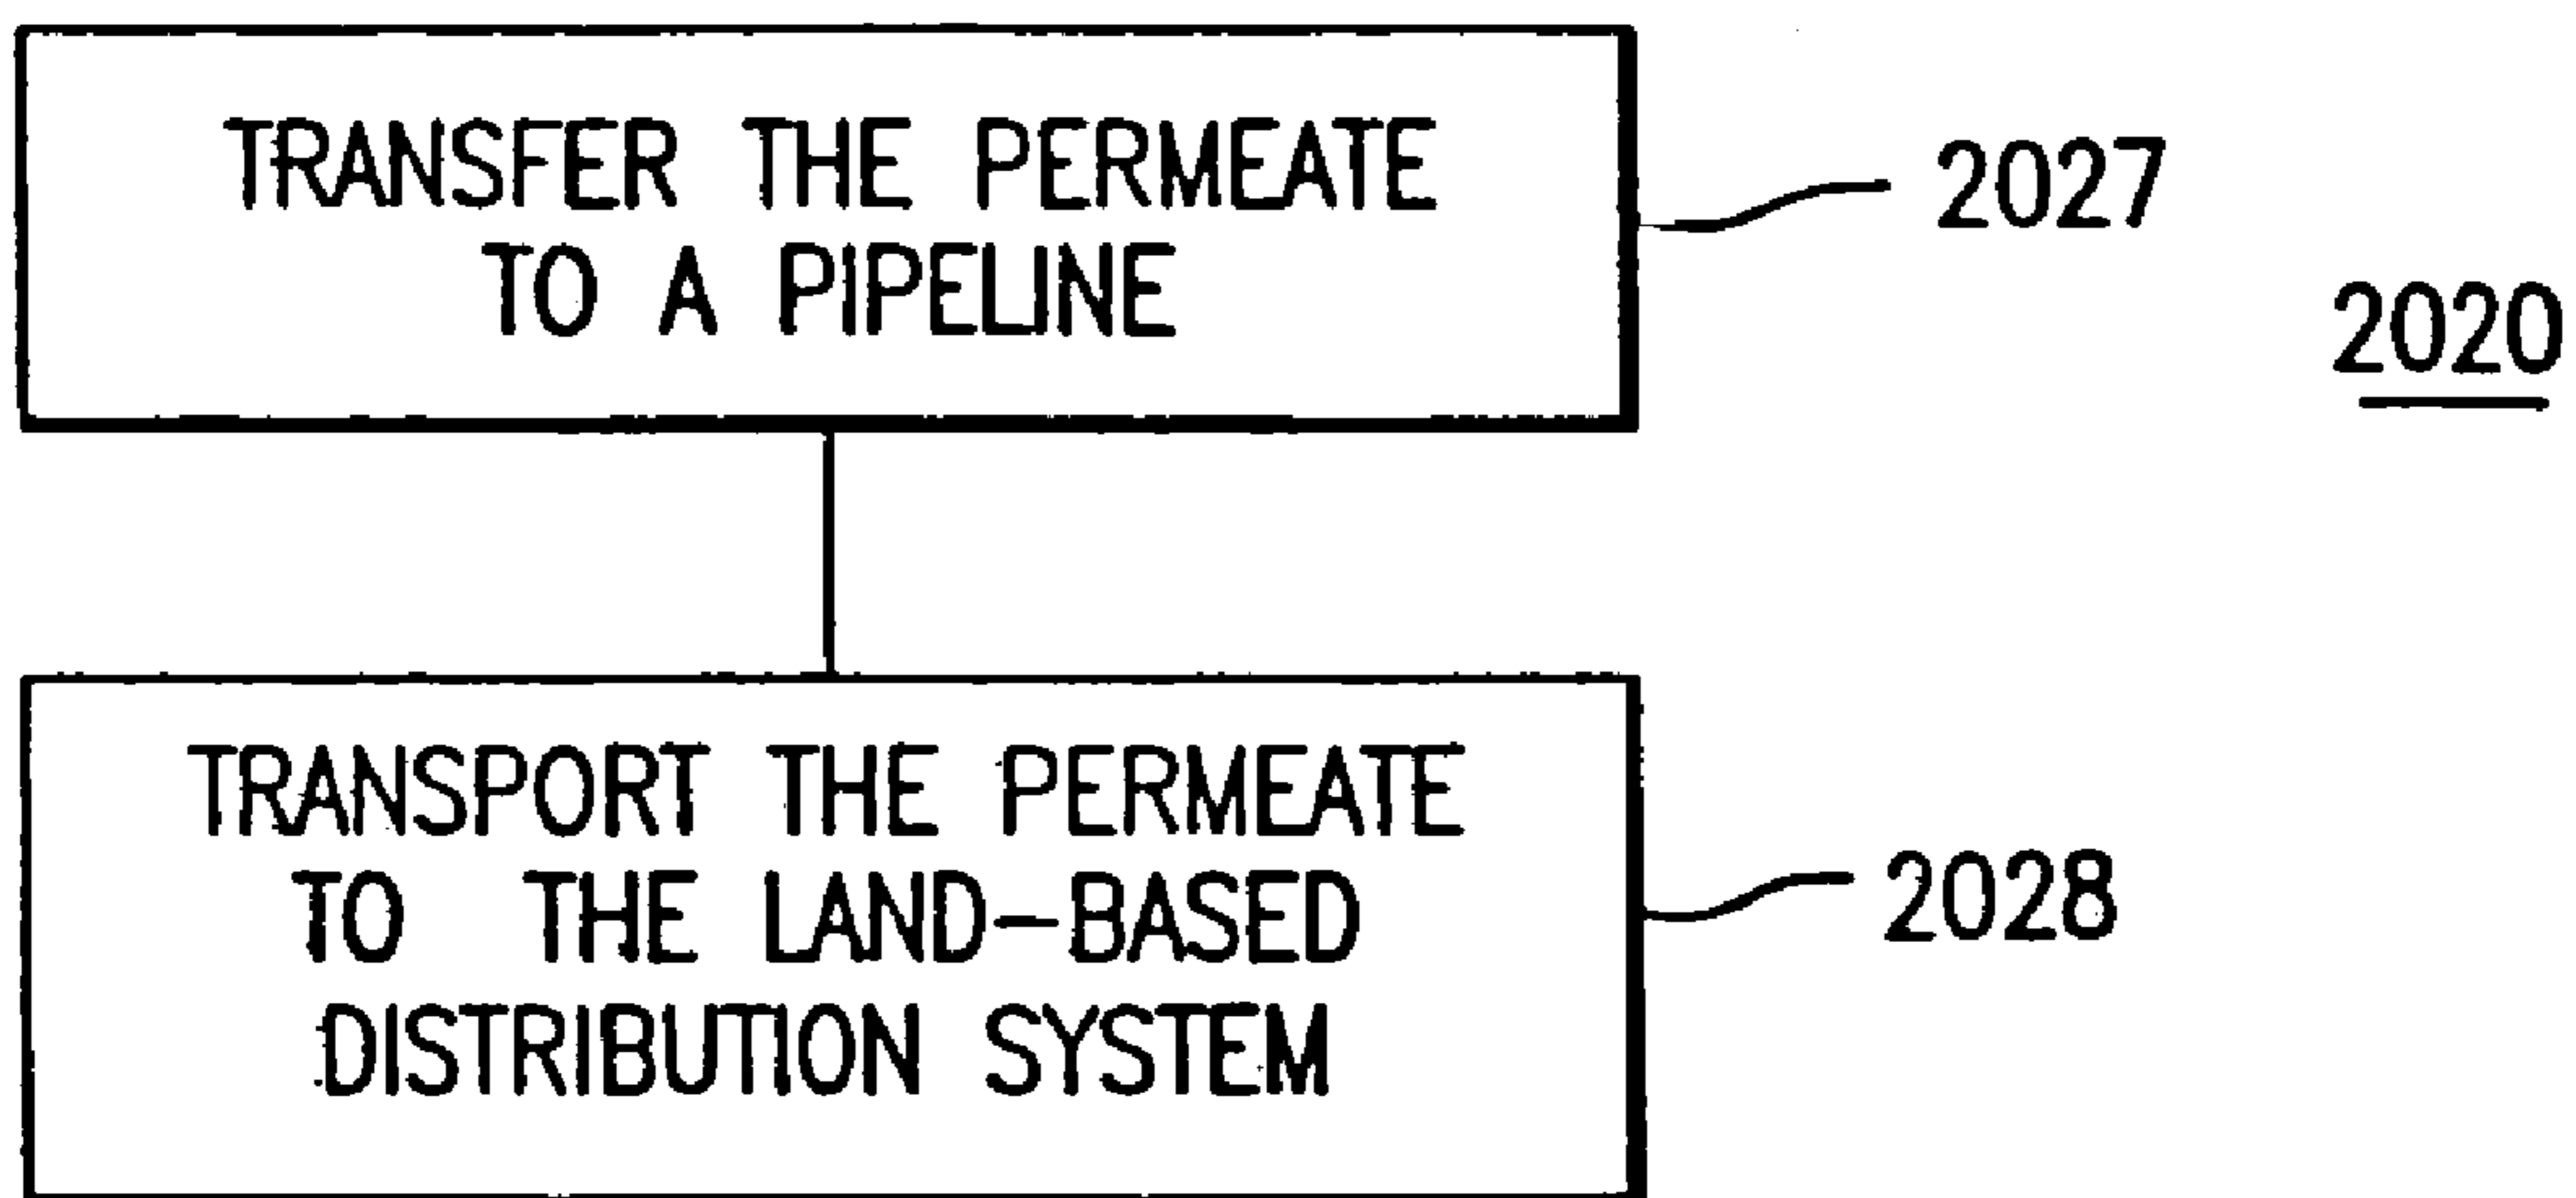 TRANSFER THE PERMEATE
TO A PIPELINE
2027
2020
TRANSPORT THE PERMEATE
TO THE LAND-BASED
DISTRIBUTION SYSTEM
2028